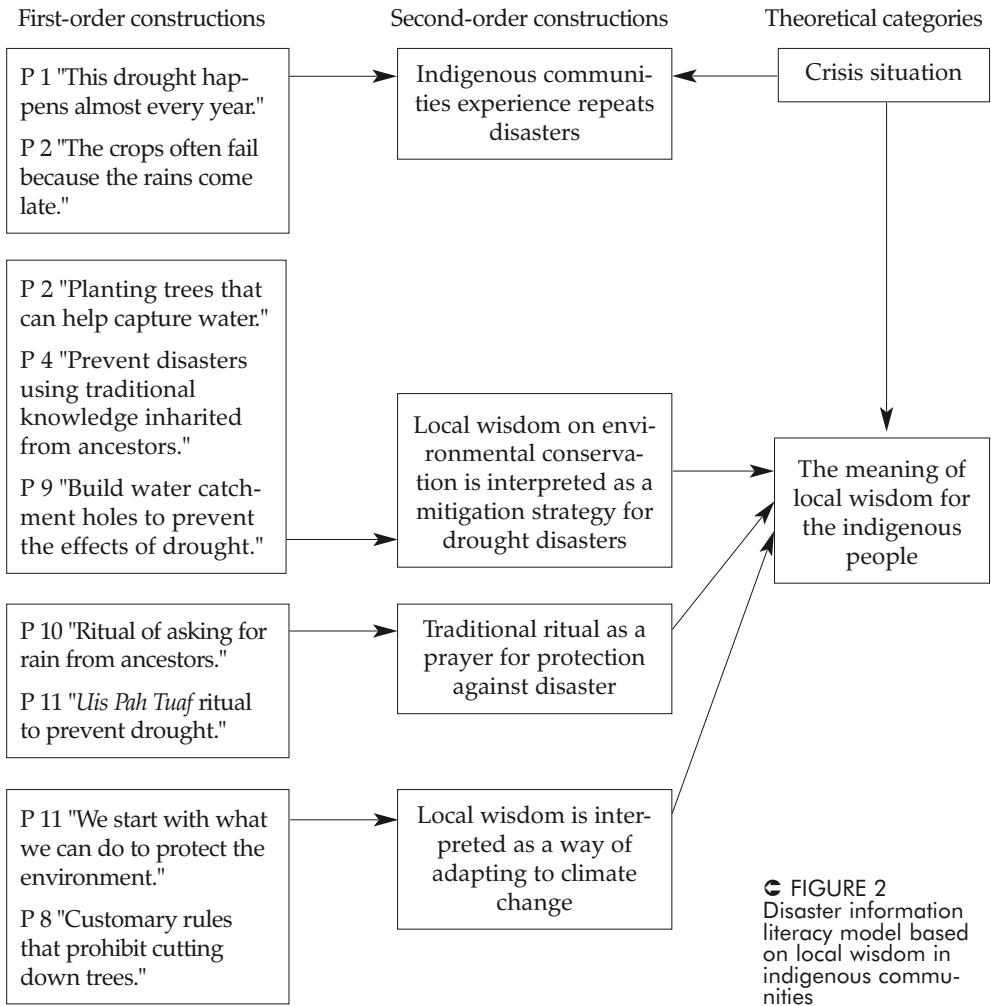 First-order constructions
Second-order constructions
Theoretical categories
P 1 "This drought hap-
pens almost every year."
P 2 "The crops often fail
because the rains come
late."
Indigenous communi-
ties experience repeats
disasters
Crisis situation
P 2 "Planting trees that
can help capture water."
P 4 "Prevent disasters
using traditional
knowledge inharited
from ancestors."
P 9 "Build water catch-
ment holes to prevent
the effects of drought."
Local wisdom on envi-
ronmental conserva-
tion is interpreted as a
mitigation strategy for
drought disasters
The meaning of
local wisdom for
the indigenous
people
P 10 "Ritual of asking for
rain from ancestors."
P 11 "Uis Pah Tuaf ritual
to prevent drought."
Traditional ritual as a
prayer for protection
against disaster
P 11 "We start with what
we can do to protect the
environment."
P 8 "Customary rules
that prohibit cutting
down trees."
Local wisdom is inter-
preted as a way of
adapting to climate
change
➲ FIGURE 2
Disaster information
literacy model based
on local wisdom in
indigenous commu-
nities